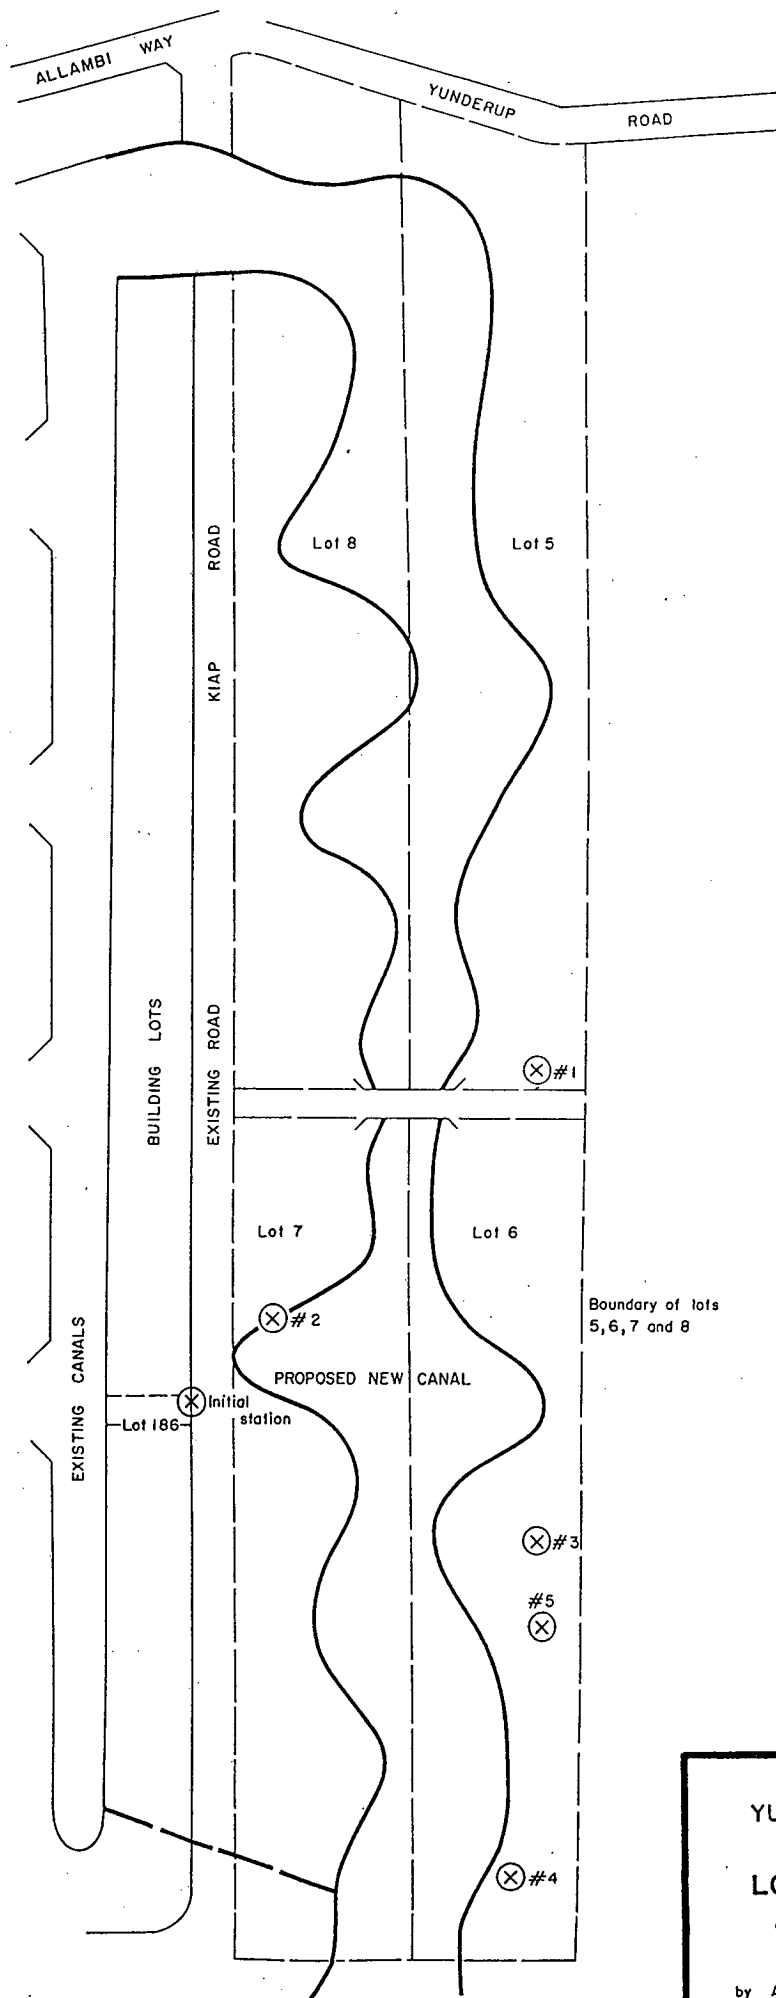 ALLAMBI WAY
YUNDERUP
ROAD
Lot 8
Lot 5
KIAP ROAD
EXISTING ROAD
BUILDING LOTS
#1
Lot 7
Lot 6
#2
Boundary of lots
5,6,7 and 8
PROPOSED NEW CANAL
EXISTING CANALS
Initial
station
Lot 186
#3
#5
#4
YU
LO
by A